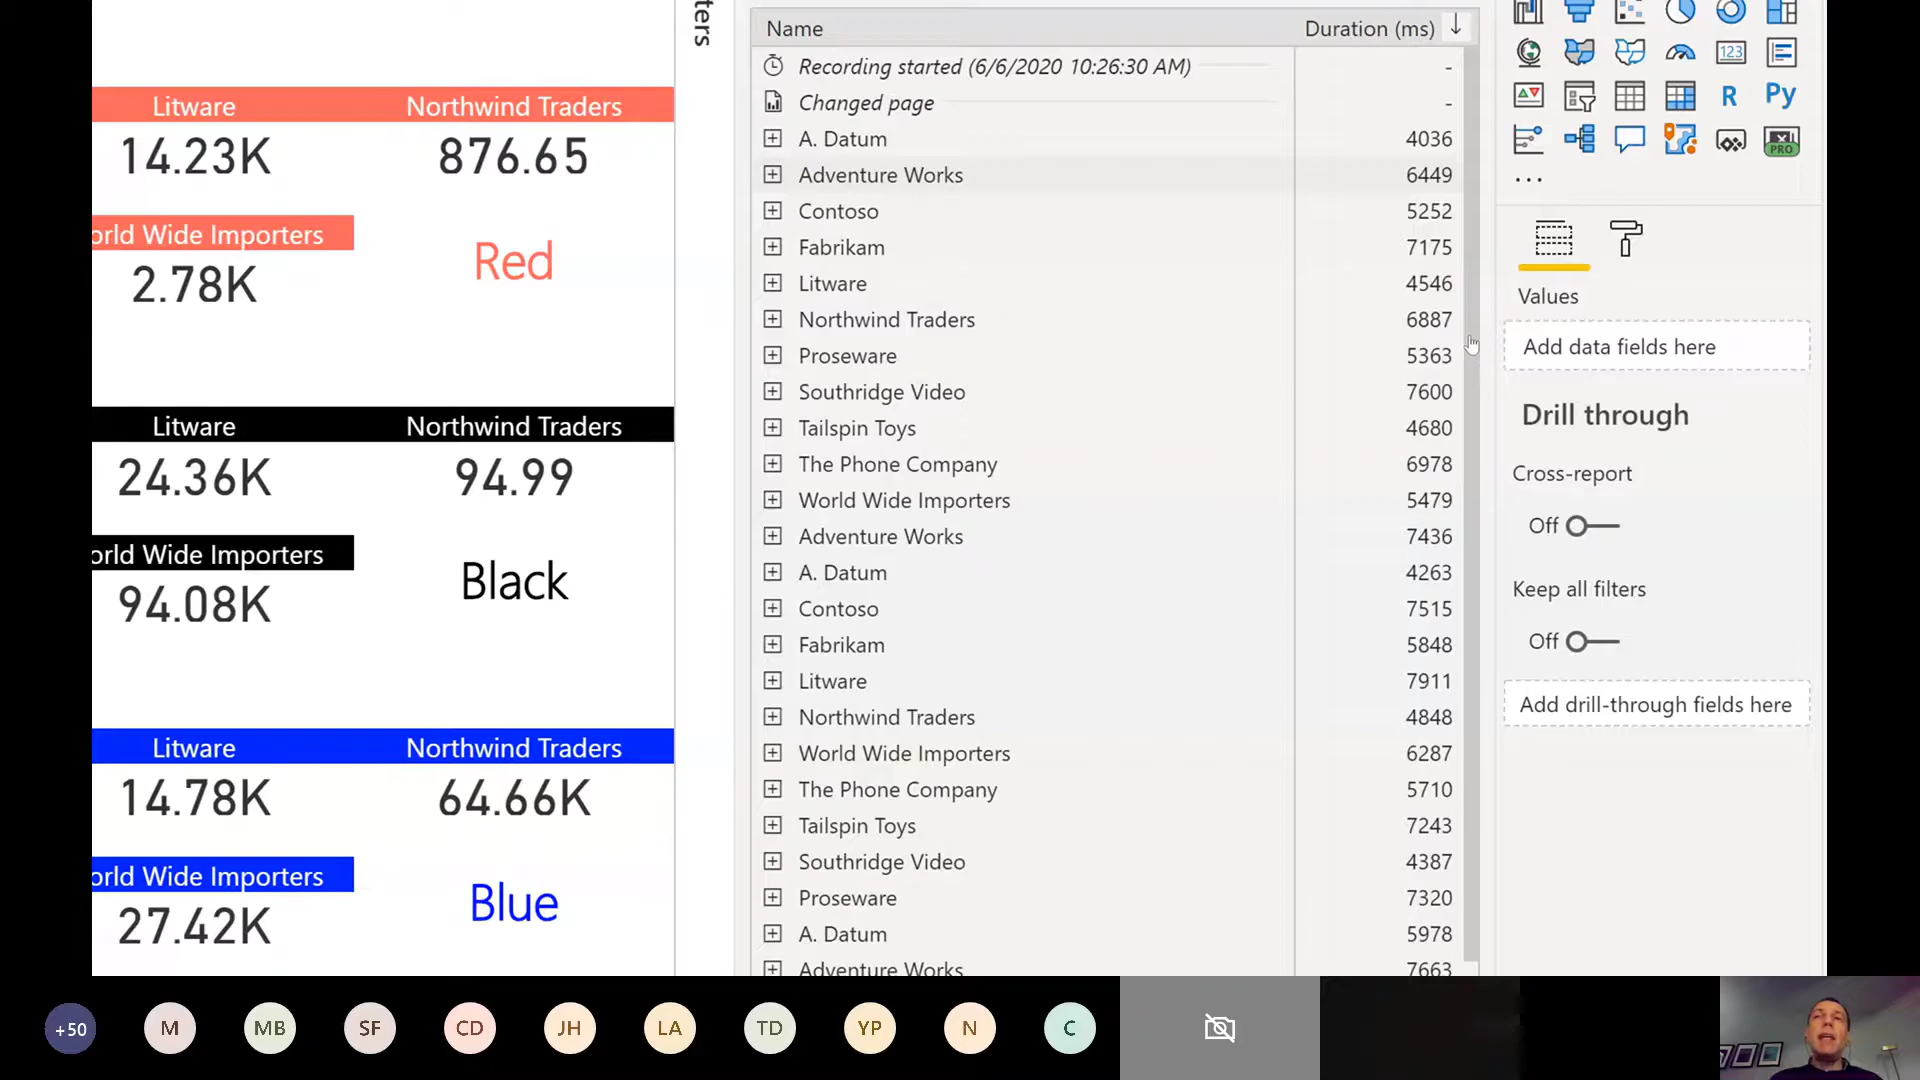 Litware Northwind Traders
14.23K 876.65
orld Wide Importers
2.78K
Red
Litware Northwind Traders
24.36K 94.99
orld Wide Importers
94.08K
Black
Litware Northwind Traders
14.78K 64.66K
orld Wide Importers
27.42K
Blue
ters
Name Duration (ms)
Recording started (6/6/2020 10:26:30 AM) -
Changed page -
A. Datum 4036
Adventure Works 6449
Contoso 5252
Fabrikam 7175
Litware 4546
Northwind Traders 6887
Proseware 5363
Southridge Video 7600
Tailspin Toys 4680
The Phone Company 6978
World Wide Importers 5479
Adventure Works 7436
A. Datum 4263
Contoso 7515
Fabrikam 5848
Litware 7911
Northwind Traders 4848
World Wide Importers 6287
The Phone Company 5710
Tailspin Toys 7243
Southridge Video 4387
Proseware 7320
A. Datum 5978
Adventure Works 7663
123
R Py
PRO
...
Values
Add data fields here
Drill through
Cross-report
Off
Keep all filters
Off
Add drill-through fields here
+50 M MB SF CD JH LA TD YP N C